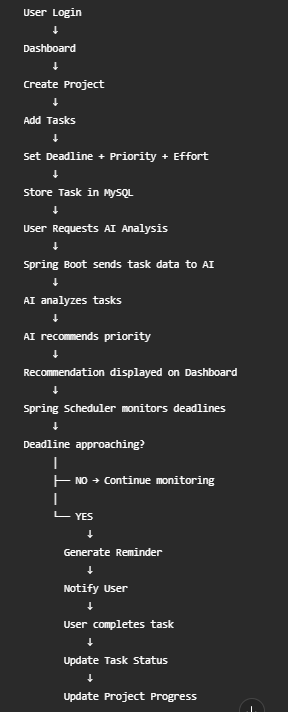 User Login
↓
Dashboard
↓
Create Project
↓
Add Tasks
↓
Set Deadline + Priority + Effort
↓
Store Task in MySQL
↓
User Requests AI Analysis
↓
Spring Boot sends task data to AI
↓
AI analyzes tasks
↓
AI recommends priority
↓
Recommendation displayed on Dashboard
↓
Spring Scheduler monitors deadlines
↓
Deadline approaching?
│
├── NO → Continue monitoring
│
└── YES
↓
Generate Reminder
↓
Notify User
↓
User completes task
↓
Update Task Status
↓
Update Project Progress